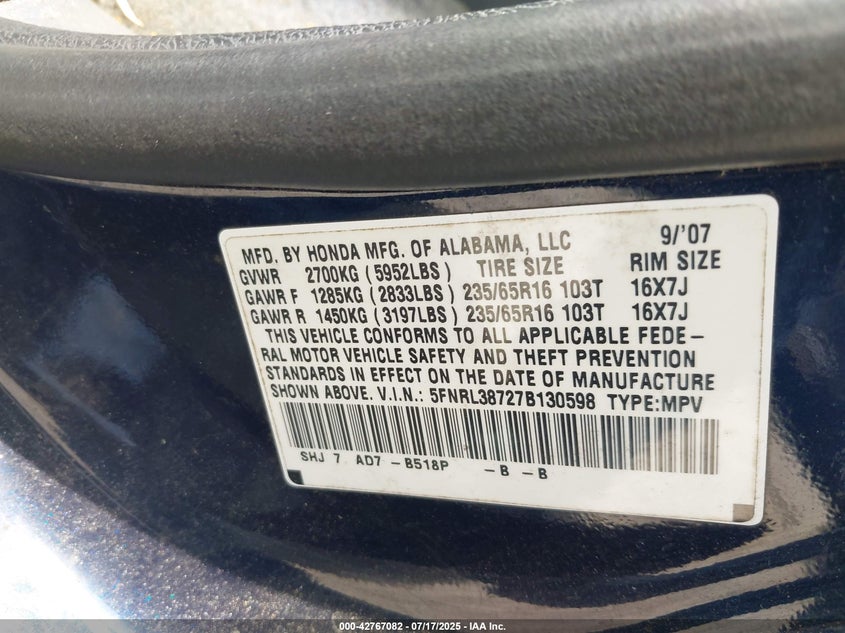 MFD. BY HONDA MFG. OF ALABAMA, LLC 9/'07
GVWR 2700KG (5952LBS) TIRE SIZE RIM SIZE
GAWR F 1285KG (2833LBS) 235/65R16 103T 16X7J
GAWR R 1450KG (3197LBS) 235/65R16 103T 16X7J
THIS VEHICLE CONFORMS TO ALL APPLICABLE FEDE-
RAL MOTOR VEHICLE SAFETY AND THEFT PREVENTION
STANDARDS IN EFFECT ON THE DATE OF MANUFACTURE
SHOWN ABOVE. V.I.N.: 5FNRL38727B130598 TYPE:MPV
SHJ 7 AD7 -B518P -B -B
000-42767082 - 07/17/2025 - IAA Inc.